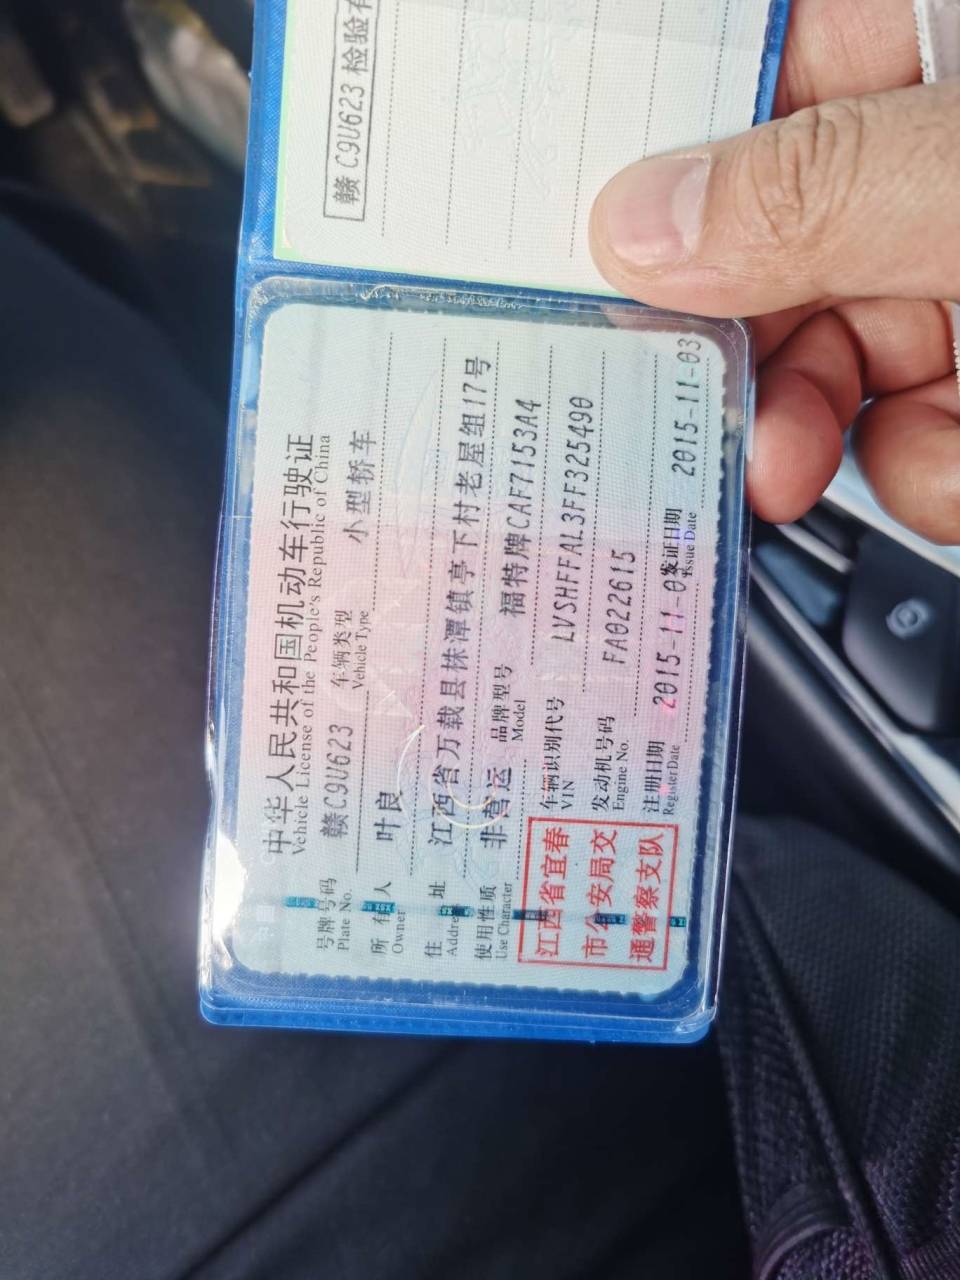 赣C9U623 检验有
中华人民共和国机动车行驶证
Vehicle License of the People's Republic of China
号牌号码 赣C9U623 车辆类型 小型轿车
Plate No. Vehicle Type
所有人 叶良
Owner
住址 江西省万载县株潭镇亭下村老屋组17号
Address
使用性质 非营运 品牌型号 福特牌CAF7153A4
Use Character Model
江西省宜春
市公安局交
通警察支队
车辆识别代号 LVSHFFAL3FF325490
VIN
发动机号码 FA022615
Engine No.
注册日期 2015-11-03 发证日期 2015-11-03
Register Date Issue Date